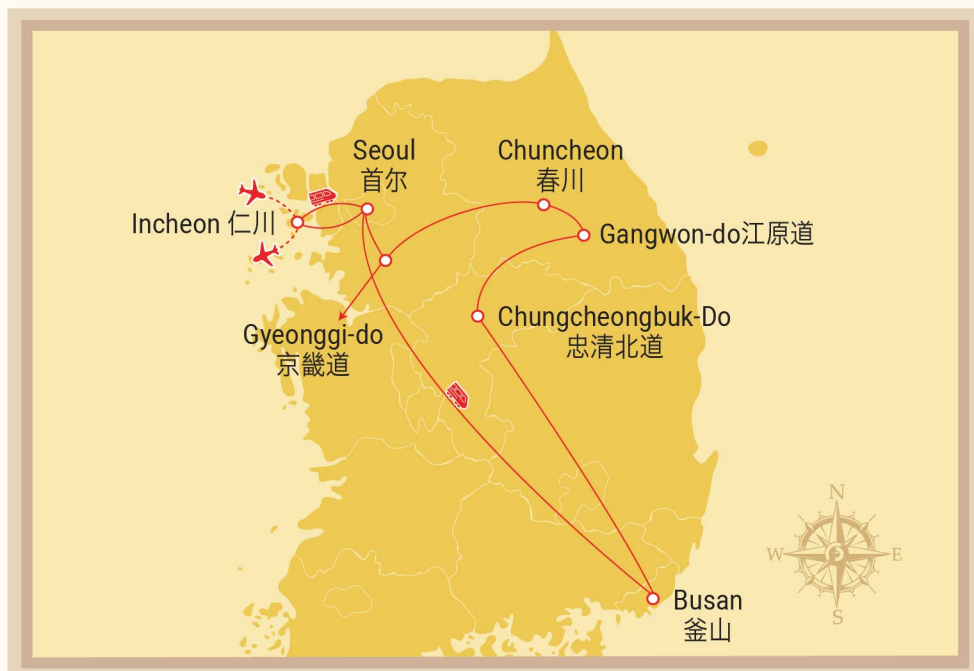 Seoul
首尔
Chuncheon
春川
Incheon 仁川
Gangwon-do江原道
Gyeonggi-do
京畿道
Chungcheongbuk-Do
忠清北道
Busan
釜山
N
W
E
S